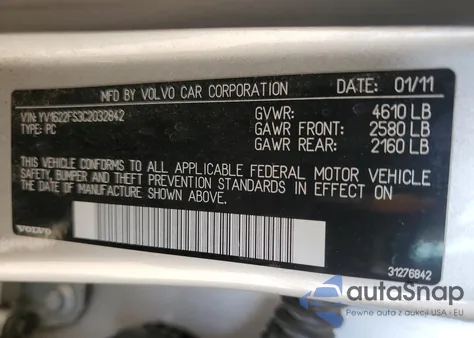 MFD BY VOLVO CAR CORPORATION DATE: 01/11
VIN: YV1622FS3C2032842 GVWR: 4610 LB
TYPE: PC GAWR FRONT: 2580 LB
GAWR REAR: 2160 LB
THIS VEHICLE CONFORMS TO ALL APPLICABLE FEDERAL MOTOR VEHICLE
SAFETY, BUMPER AND THEFT PREVENTION STANDARDS IN EFFECT ON
THE DATE OF MANUFACTURE SHOWN ABOVE.
VOLVO
31276842
autoSnap
Pewne auta z aukcji USA - EU